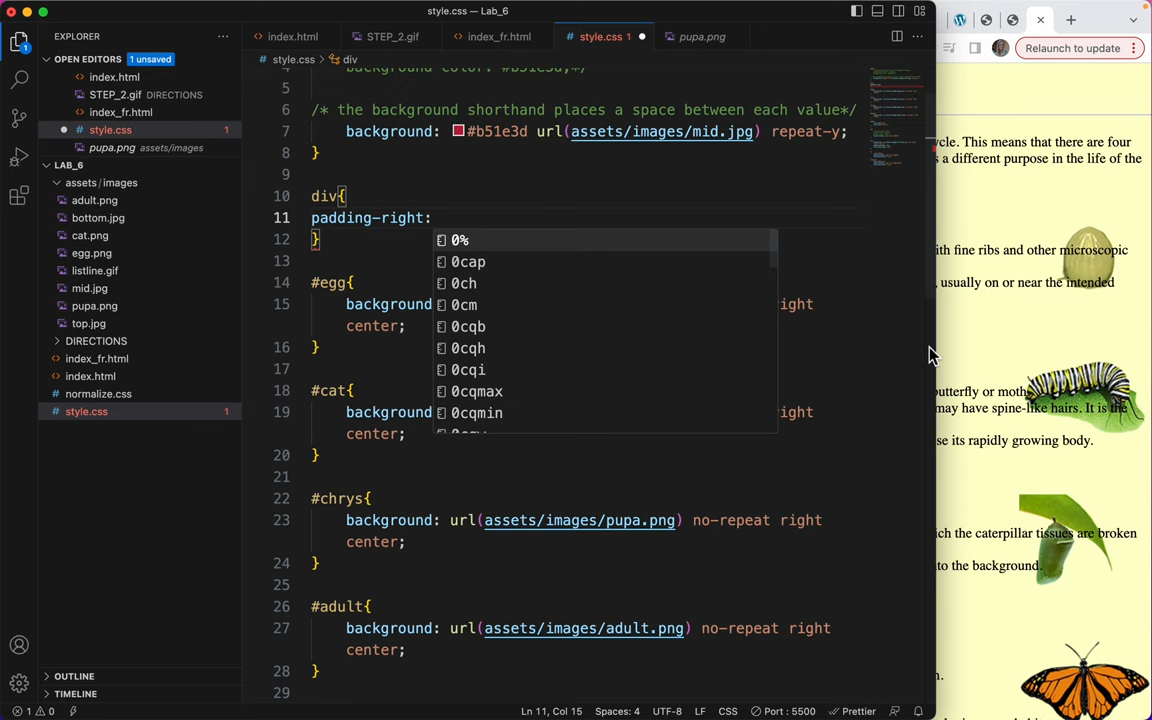 style.css — Lab_6
EXPLORER
index.html
STEP_2.gif
index_fr.html
style.css 1
pupa.png
Relaunch to update
OPEN EDITORS
1 unsaved
index.html
STEP_2.gif DIRECTIONS
index_fr.html
style.css 1
pupa.png assets/images
LAB_6
assets/images
adult.png
bottom.jpg
cat.png
egg.png
listline.gif
mid.jpg
pupa.png
top.jpg
DIRECTIONS
index_fr.html
index.html
normalize.css
style.css 1
OUTLINE
TIMELINE
style.css > div
4 background-color: #b51e3d;*/
5
6 /* the background shorthand places a space between each value*/
7 background: #b51e3d url(assets/images/mid.jpg) repeat-y;
8 }
9
10 div{
11 padding-right:
12 }
13
14 #egg{
15 background right
center;
16 }
17
18 #cat{
19 background right
center;
20 }
21
22 #chrys{
23 background: url(assets/images/pupa.png) no-repeat right
center;
24 }
25
26 #adult{
27 background: url(assets/images/adult.png) no-repeat right
center;
28 }
29
0%
0cap
0ch
0cm
0cqb
0cqh
0cqi
0cqmax
0cqmin
ycle. This means that there are four
s a different purpose in the life of the
ith fine ribs and other microscopic
, usually on or near the intended
butterfly or moth
may have spine-like hairs. It is the
se its rapidly growing body.
ich the caterpillar tissues are broken
nto the background.
n.
1
1 0
Ln 11, Col 15
Spaces: 4
UTF-8
LF
CSS
Port : 5500
Prettier